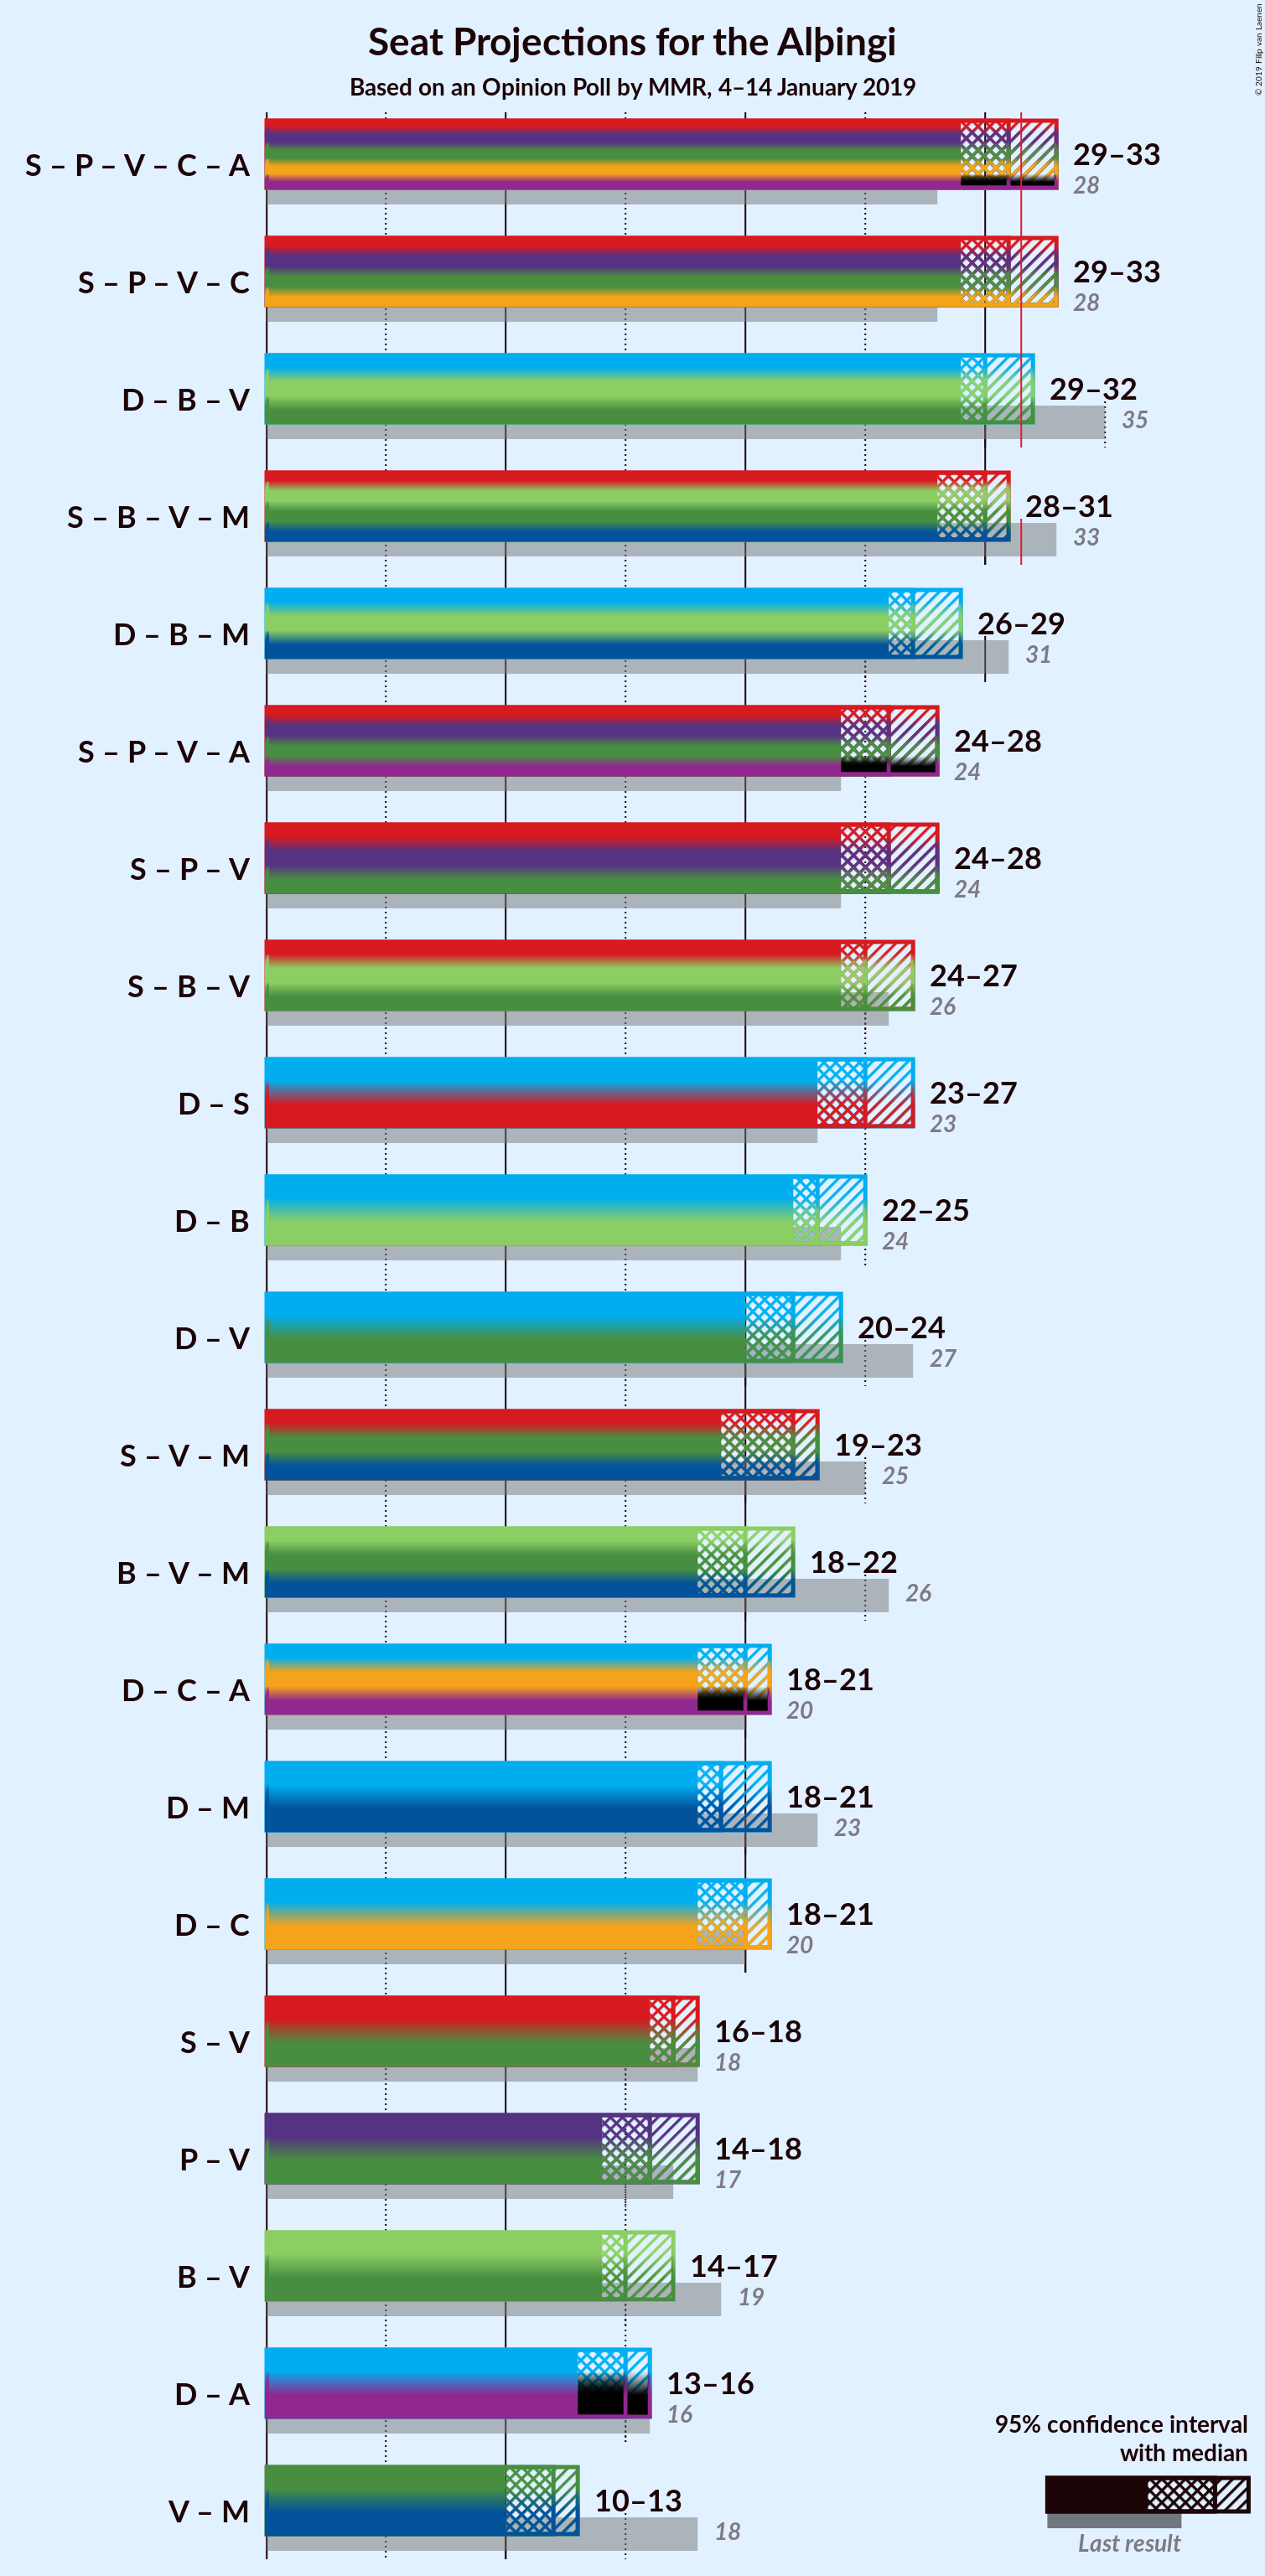 Seat Projections for the Alþingi
Based on an Opinion Poll by MMR, 4–14 January 2019
© 2019 Filip van Laenen
S – P – V – C – A
29–33
28
S – P – V – C
29–33
28
D – B – V
29–32
35
S – B – V – M
28–31
33
D – B – M
26–29
31
S – P – V – A
24–28
24
S – P – V
24–28
24
S – B – V
24–27
26
D – S
23–27
23
D – B
22–25
24
D – V
20–24
27
S – V – M
19–23
25
B – V – M
18–22
26
D – C – A
18–21
20
D – M
18–21
23
D – C
18–21
20
S – V
16–18
18
P – V
14–18
17
B – V
14–17
19
D – A
13–16
16
V – M
10–13
18
95% confidence interval
with median
Last result